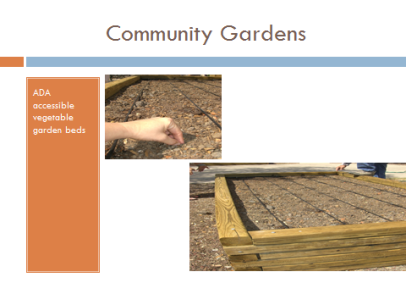 Community Gardens
ADA
accessible
vegetable
garden beds